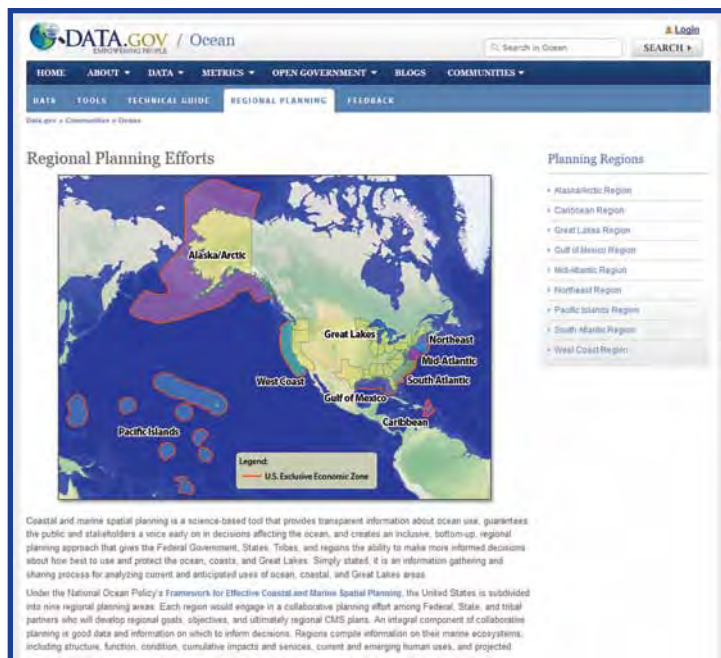 DATA.GOV / Ocean
EMPOWERING PEOPLE
Login
Search in Ocean
SEARCH
HOME ABOUT DATA METRICS OPEN GOVERNMENT BLOGS COMMUNITIES
DATA TOOLS TECHNICAL GUIDE REGIONAL PLANNING FEEDBACK
Data.gov » Communities » Ocean
Regional Planning Efforts
Alaska/Arctic
Great Lakes
Northeast
Mid-Atlantic
West Coast
South Atlantic
Gulf of Mexico
Caribbean
Pacific Islands
Legend:
U.S. Exclusive Economic Zone
Planning Regions
Alaska/Arctic Region
Caribbean Region
Great Lakes Region
Gulf of Mexico Region
Mid-Atlantic Region
Northeast Region
Pacific Islands Region
South Atlantic Region
West Coast Region
Coastal and marine spatial planning is a science-based tool that provides transparent information about ocean use, guarantees
the public and stakeholders a voice early on in decisions affecting the ocean, and creates an inclusive, bottom-up, regional
planning approach that gives the Federal Government, States, Tribes, and regions the ability to make more informed decisions
about how best to use and protect the ocean, coasts, and Great Lakes. Simply stated, it is an information gathering and
sharing process for analyzing current and anticipated uses of ocean, coastal, and Great Lakes areas.
Under the National Ocean Policy's Framework for Effective Coastal and Marine Spatial Planning, the United States is subdivided
into nine regional planning areas. Each region would engage in a collaborative planning effort among Federal, State, and tribal
partners who will develop regional goals, objectives, and ultimately regional CMS plans. An integral component of collaborative
planning is good data and information on which to inform decisions. Regions compile information on their marine ecosystems,
including structure, function, condition, cumulative impacts and services, current and emerging human uses, and projected